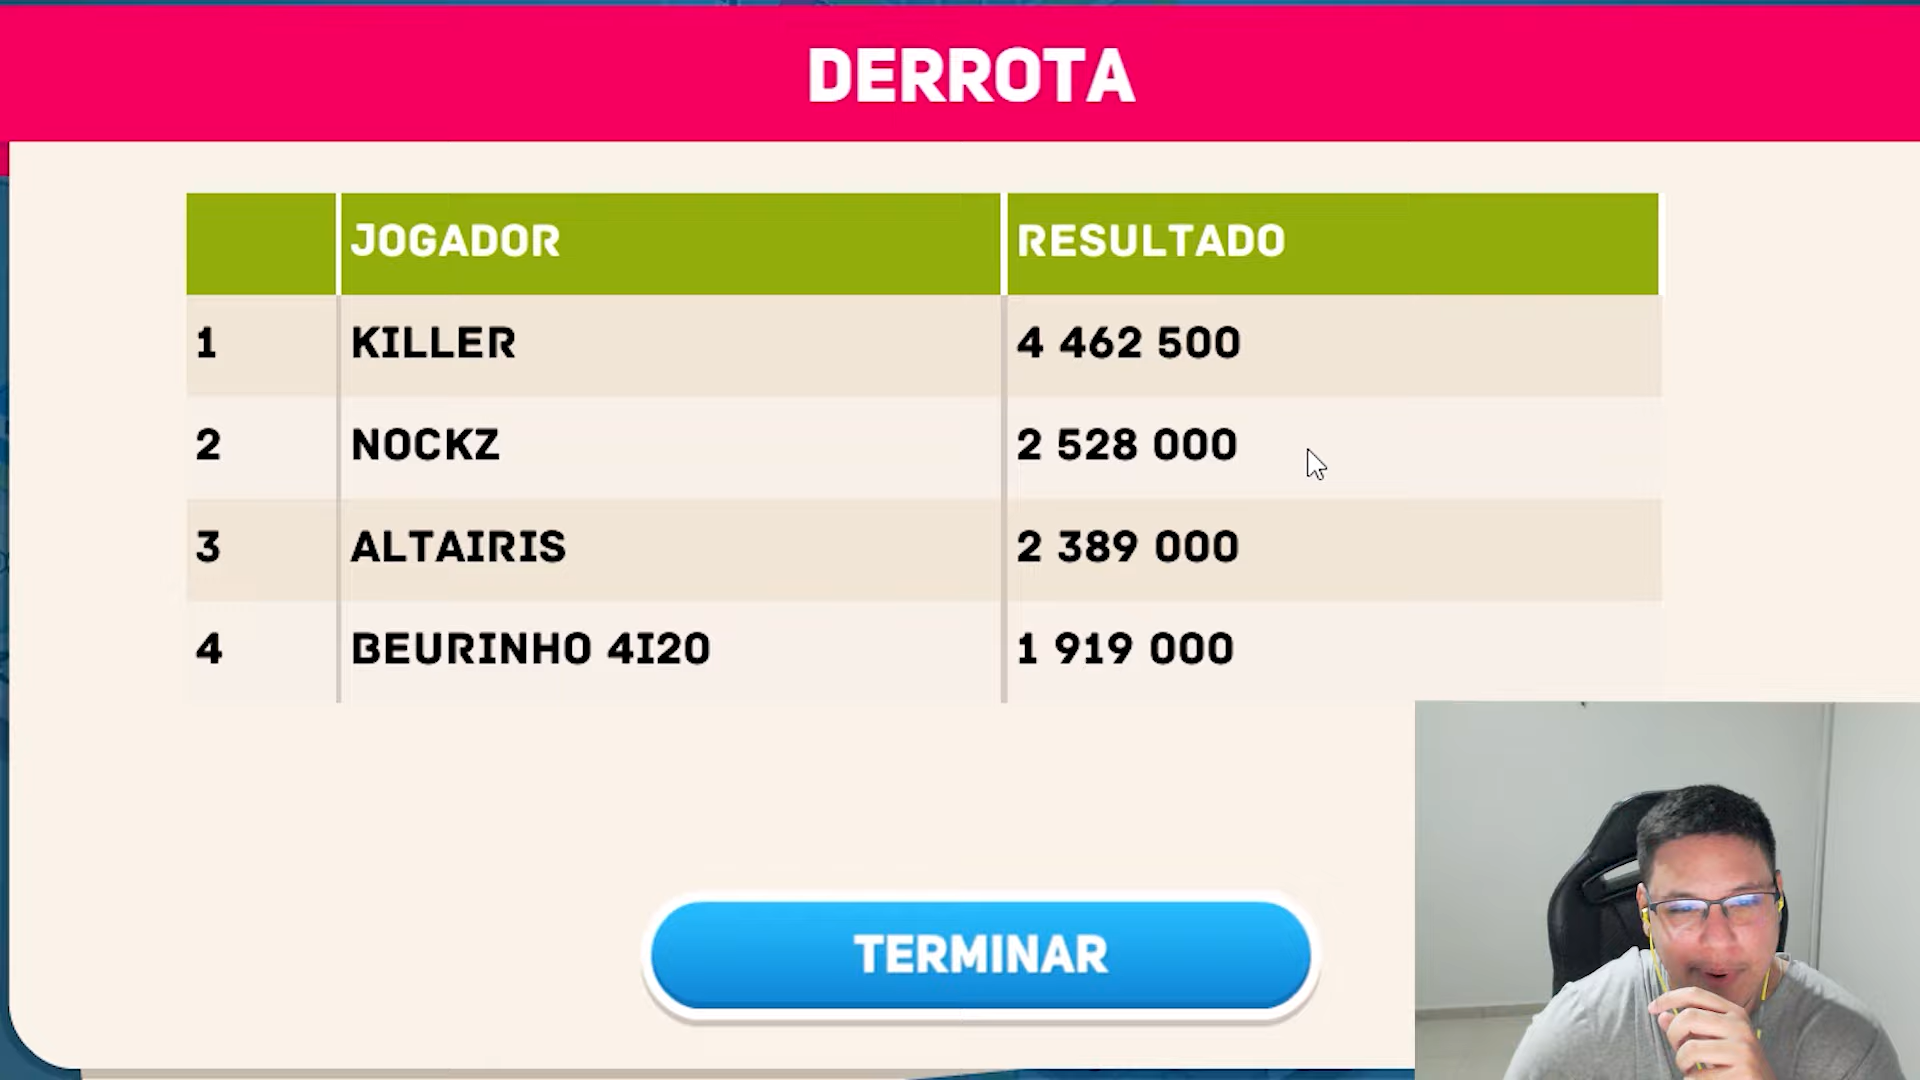 DERROTA
JOGADOR RESULTADO
1 KILLER 4 462 500
2 NOCKZ 2 528 000
3 ALTAIRIS 2 389 000
4 BEURINHO 4I20 1 919 000
TERMINAR